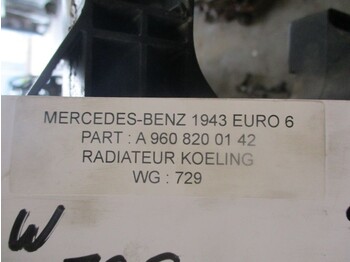 MERCEDES-BENZ 1943 EURO 6
PART : A 960 820 01 42
RADIATEUR KOELING
WG : 729
W